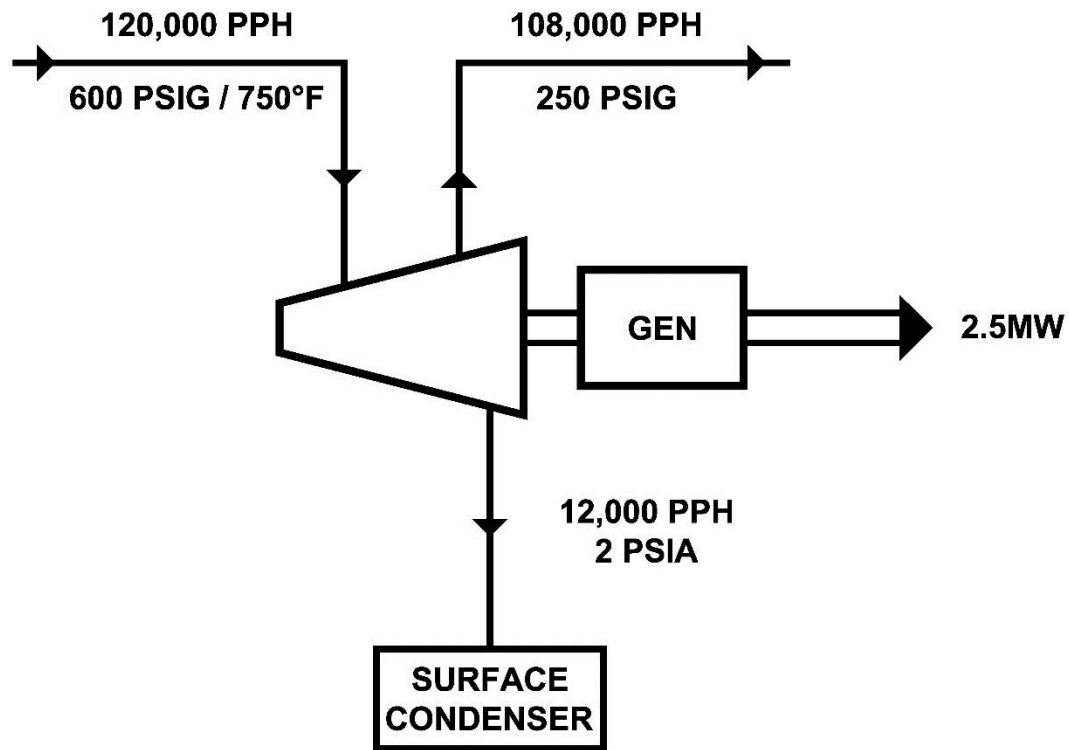 120,000 PPH
600 PSIG / 750°F
108,000 PPH
250 PSIG
GEN
2.5MW
12,000 PPH
2 PSIA
SURFACE
CONDENSER